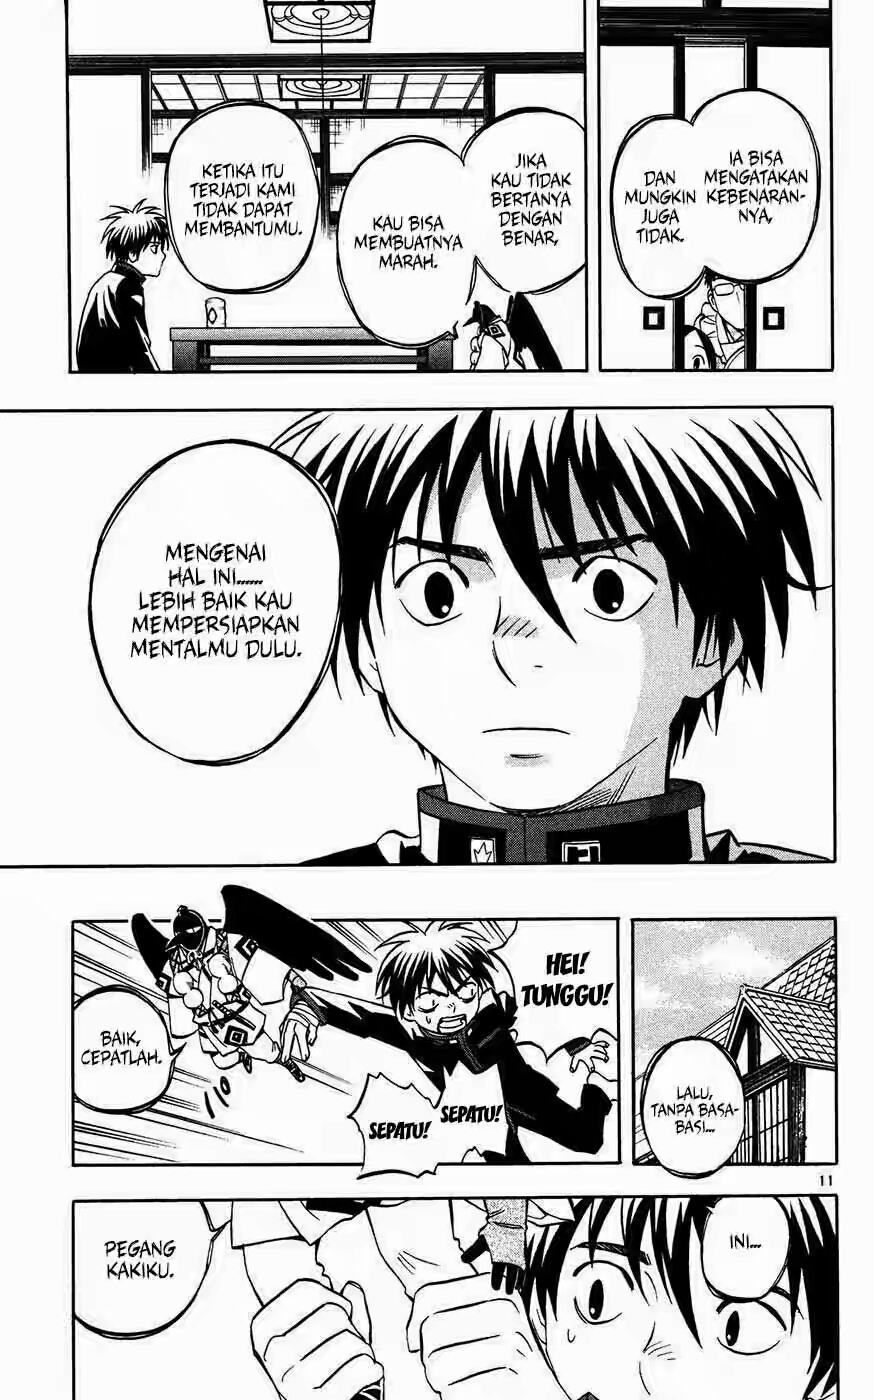 IA BISA
MENGATAKAN
KEBENARAN-
NYA,
DAN
MUNGKIN
JUGA
TIDAK.
JIKA
KAU TIDAK
BERTANYA
DENGAN
BENAR,
KAU BISA
MEMBUATNYA
MARAH.
KETIKA ITU
TERJADI KAMI
TIDAK DAPAT
MEMBANTUMU.
MENGENAI
HAL INI......
LEBIH BAIK KAU
MEMPERSIAPKAN
MENTALMU DULU.
LALU,
TANPA BASA-
BASI...
HEI!
TUNGGU!
SEPATU!
SEPATU!
BAIK,
CEPATLAH.
11
INI...
PEGANG
KAKIKU.